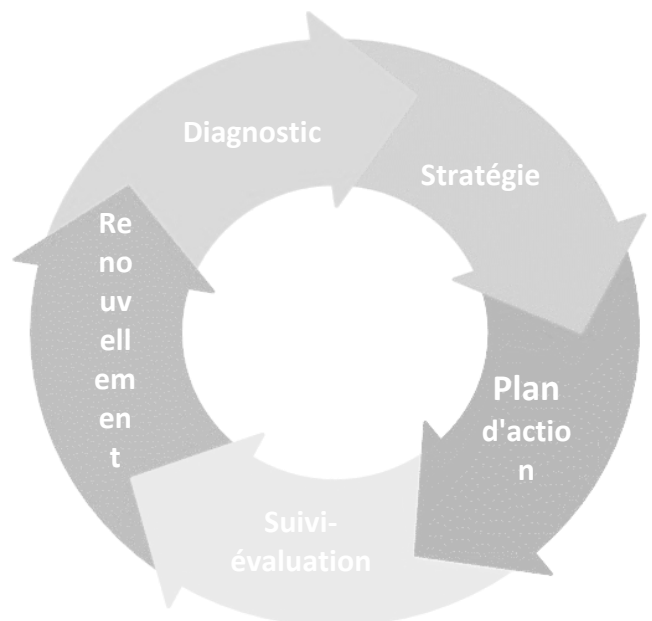 Diagnostic
Stratégie
Plan
d'actio
n
Suivi-
évaluation
Re
no
uv
ell
em
en
t